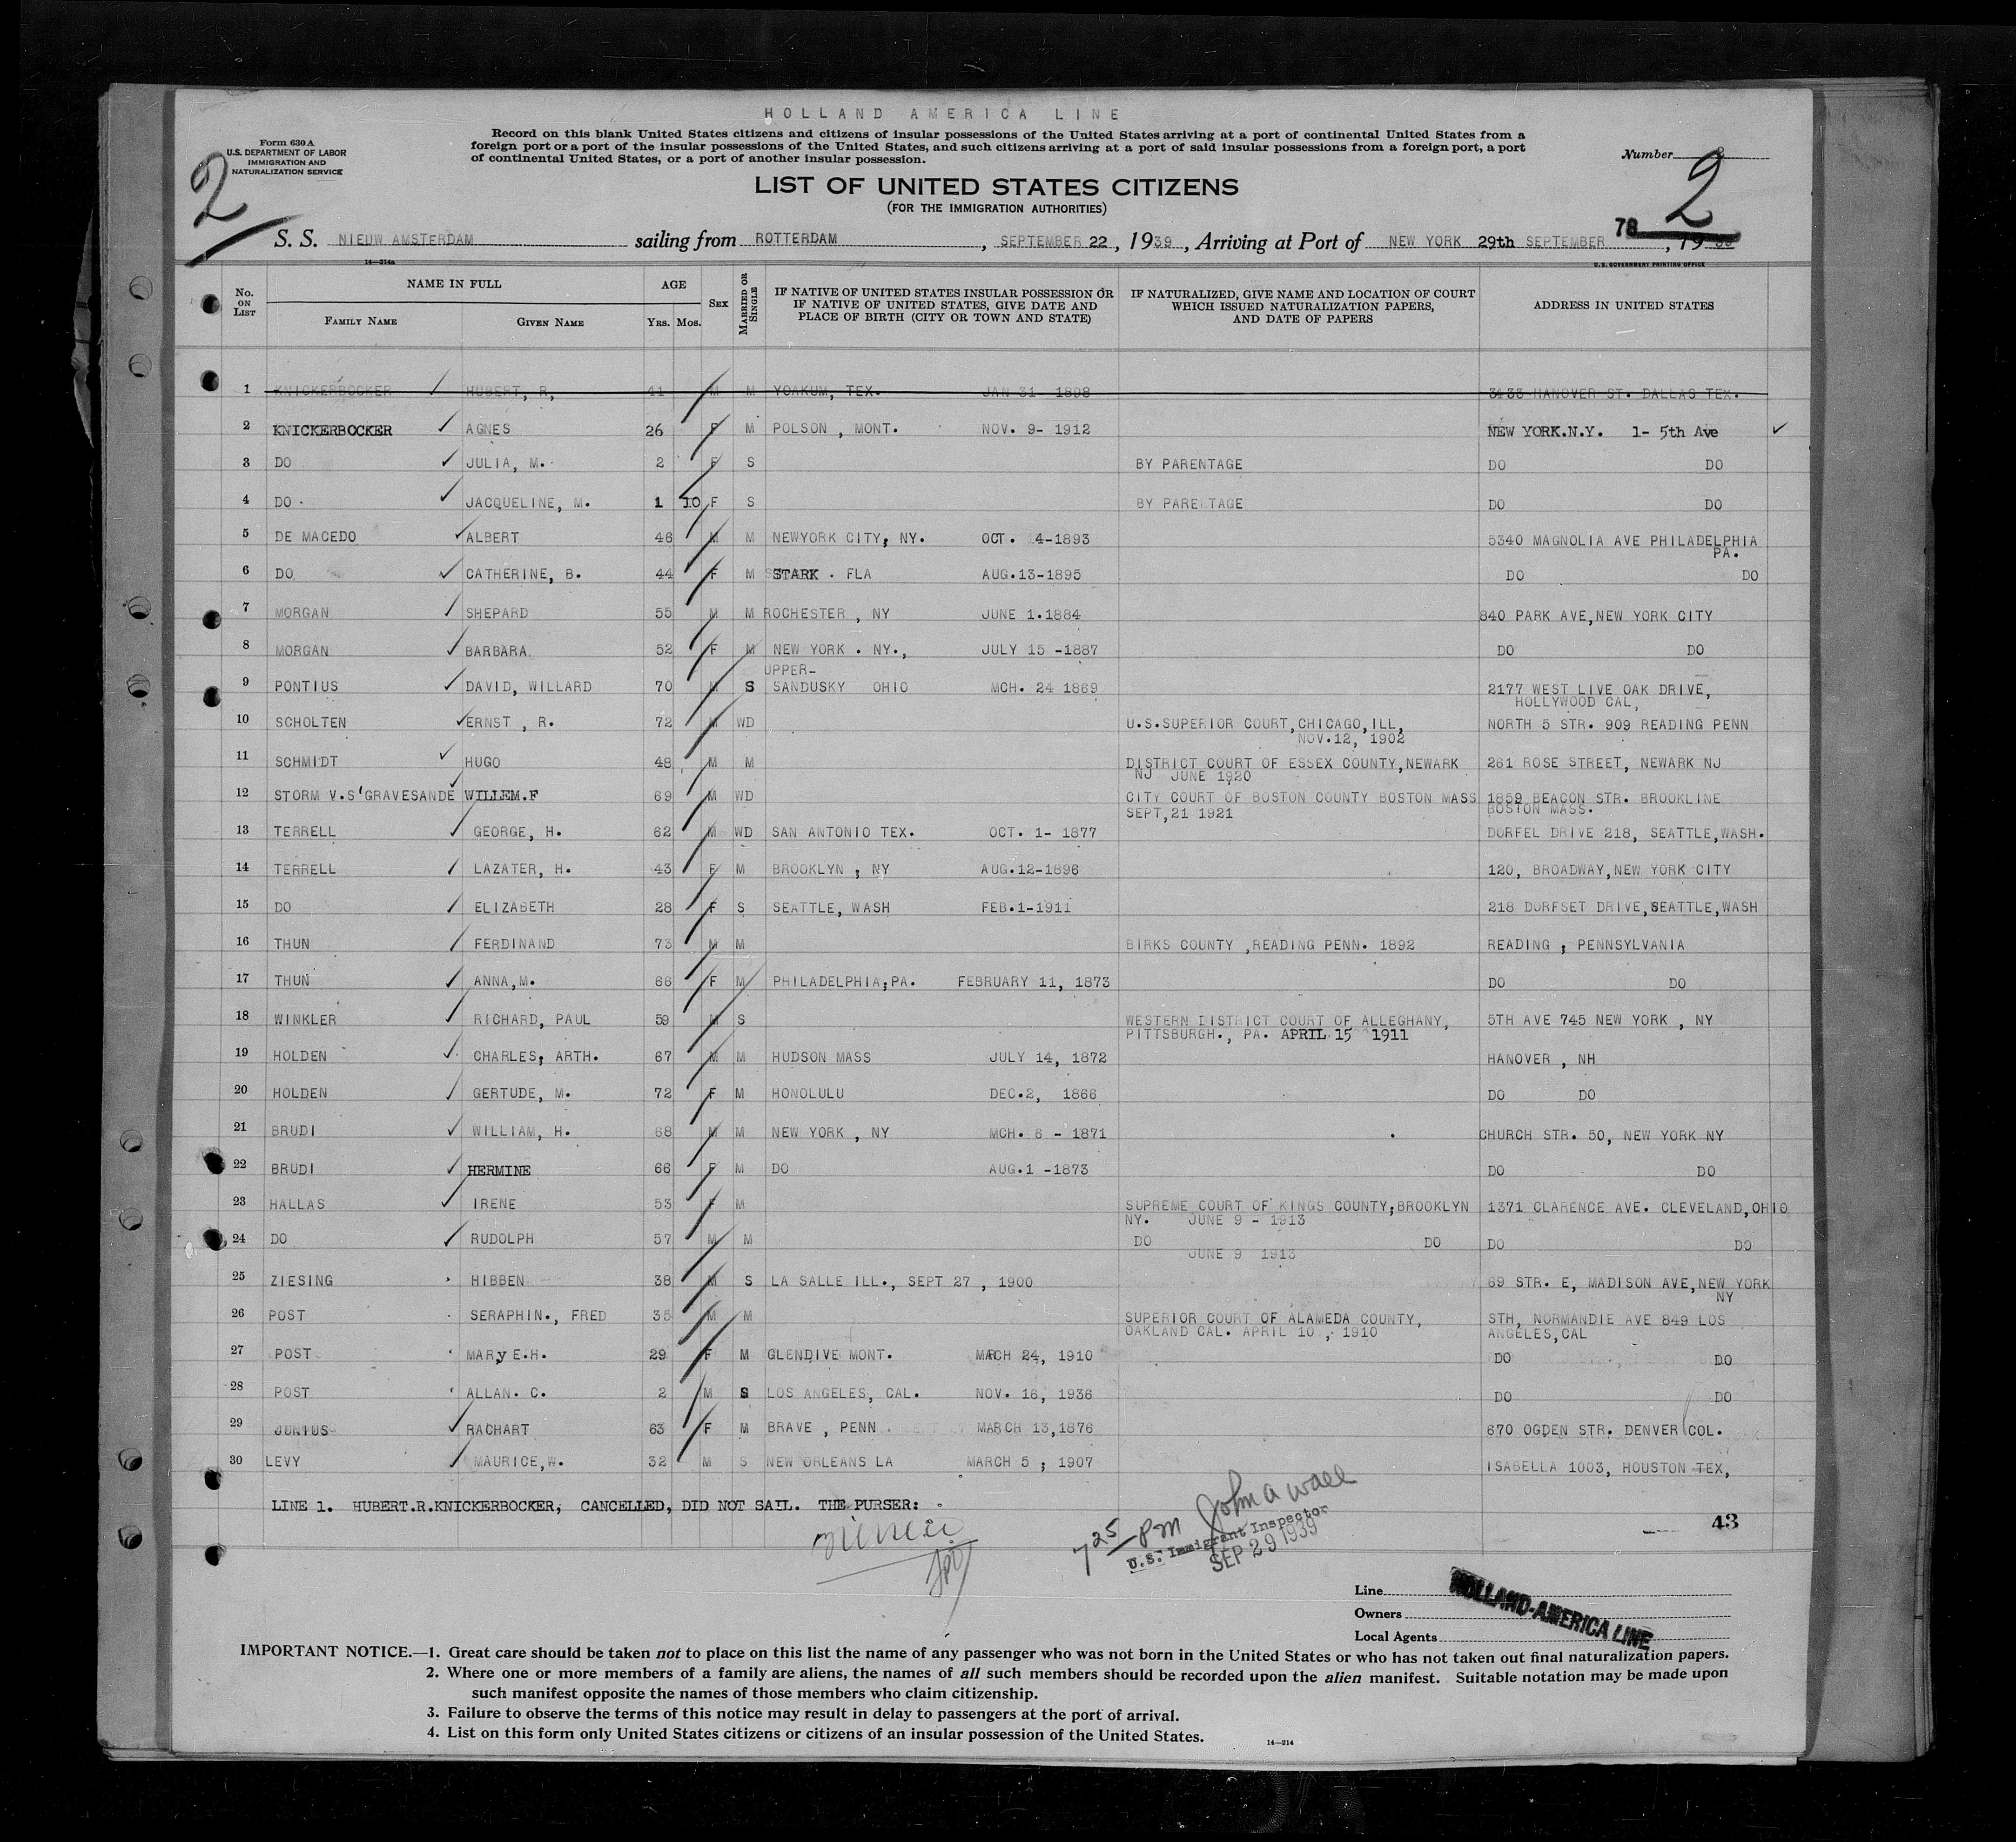 HOLLAND AMERICA LINE
Form 630 A
U.S. DEPARTMENT OF LABOR
IMMIGRATION AND
NATURALIZATION SERVICE
2
Record on this blank United States citizens and citizens of insular possessions of the United States arriving at a port of continental United States from a
foreign port or a port of the insular possessions of the United States, and such citizens arriving at a port of said insular possessions from a foreign port, a port
of continental United States, or a port of another insular possession.
Number 2
2
LIST OF UNITED STATES CITIZENS
(FOR THE IMMIGRATION AUTHORITIES)
78
S. S. NIEUW AMSTERDAM sailing from ROTTERDAM, SEPTEMBER 22, 1939, Arriving at Port of NEW YORK 29th SEPTEMBER, 1939
14—214a
U.S. GOVERNMENT PRINTING OFFICE
No. ON LIST
NAME IN FULL
FAMILY NAME GIVEN NAME
AGE
YRS. MOS.
SEX
MARRIED OR SINGLE
IF NATIVE OF UNITED STATES INSULAR POSSESSION OR
IF NATIVE OF UNITED STATES, GIVE DATE AND
PLACE OF BIRTH (CITY OR TOWN AND STATE)
IF NATURALIZED, GIVE NAME AND LOCATION OF COURT
WHICH ISSUED NATURALIZATION PAPERS,
AND DATE OF PAPERS
ADDRESS IN UNITED STATES
1 KNICKERBOCKER HUBERT, R, 41 M M YOAKUM, TEX. JAN 31 1898 3433 HANOVER ST. DALLAS TEX.
2 KNICKERBOCKER AGNES 26 F M POLSON , MONT. NOV. 9- 1912 NEW YORK.N.Y. 1- 5th Ave
3 DO JULIA, M. 2 F S BY PARENTAGE DO DO
4 DO JACQUELINE, M. 1 10 F S BY PARENTAGE DO DO
5 DE MACEDO ALBERT 46 M M NEWYORK CITY, NY. OCT. 4-1893 5340 MAGNOLIA AVE PHILADELPHIA
PA.
6 DO CATHERINE, B. 44 F M STARK . FLA AUG.13-1895 DO DO
7 MORGAN SHEPARD 55 M M ROCHESTER , NY JUNE 1.1884 840 PARK AVE,NEW YORK CITY
8 MORGAN BARBARA 52 F M NEW YORK . NY., JULY 15 -1887 DO DO
UPPER-
9 PONTIUS DAVID, WILLARD 70 M S SANDUSKY OHIO MCH. 24 1869 2177 WEST LIVE OAK DRIVE,
HOLLYWOOD CAL,
10 SCHOLTEN ERNST , R. 72 M WD U.S.SUPERIOR COURT,CHICAGO,ILL, NORTH 5 STR. 909 READING PENN
NOV.12, 1902
11 SCHMIDT HUGO 48 M M DISTRICT COURT OF ESSEX COUNTY,NEWARK 261 ROSE STREET, NEWARK NJ
NJ JUNE 1920
12 STORM V.S'GRAVESANDE WILLEM.F 69 M WD CITY COURT OF BOSTON COUNTY BOSTON MASS 1859 BEACON STR. BROOKLINE
SEPT,21 1921 BOSTON MASS.
13 TERRELL GEORGE, H. 62 M WD SAN ANTONIO TEX. OCT. 1- 1877 DORFEL DRIVE 218, SEATTLE,WASH.
14 TERRELL LAZATER, H. 43 F M BROOKLYN , NY AUG.12-1896 120, BROADWAY,NEW YORK CITY
15 DO ELIZABETH 28 F S SEATTLE, WASH FEB.1-1911 218 DORFSET DRIVE,SEATTLE,WASH
16 THUN FERDINAND 73 M M BIRKS COUNTY ,READING PENN. 1892 READING , PENNSYLVANIA
17 THUN ANNA,M. 66 F M PHILADELPHIA,PA. FEBRUARY 11, 1873 DO DO
18 WINKLER RICHARD, PAUL 59 M S WESTERN DISTRICT COURT OF ALLEGHANY, 5TH AVE 745 NEW YORK , NY
PITTSBURGH., PA. APRIL 15 1911
19 HOLDEN CHARLES, ARTH. 67 M M HUDSON MASS JULY 14, 1872 HANOVER , NH
20 HOLDEN GERTUDE, M. 72 F M HONOLULU DEC.2, 1866 DO DO
21 BRUDI WILLIAM, H. 68 M M NEW YORK , NY MCH. 6 - 1871 CHURCH STR. 50, NEW YORK NY
22 BRUDI HERMINE 66 F M DO AUG.1 -1873 DO DO
23 HALLAS IRENE 53 F M SUPREME COURT OF KINGS COUNTY,BROOKLYN 1371 CLARENCE AVE. CLEVELAND,OHIO
NY. JUNE 9 - 1913
24 DO RUDOLPH 57 M M DO DO DO DO
JUNE 9 1913
25 ZIESING HIBBEN 38 M S LA SALLE ILL., SEPT 27 , 1900 69 STR. E, MADISON AVE,NEW YORK
NY
26 POST SERAPHIN., FRED 35 M M SUPERIOR COURT OF ALAMEDA COUNTY, STH, NORMANDIE AVE 849 LOS
OAKLAND CAL. APRIL 10 , 1910 ANGELES,CAL
27 POST MARy E.H. 29 F M GLENDIVE MONT. MARCH 24, 1910 DO DO
28 POST ALLAN. C. 2 M S LOS ANGELES, CAL. NOV. 16, 1936 DO DO
29 JUNIUS RACHART 63 F M BRAVE , PENN. MARCH 13,1876 670 OGDEN STR. DENVER COL.
30 LEVY MAURICE,W. 32 M S NEW ORLEANS LA MARCH 5 , 1907 ISABELLA 1003, HOUSTON TEX,
LINE 1. HUBERT.R.KNICKERBOCKER, CANCELLED, DID NOT SAIL. THE PURSER:
7 25 pm John a wall
U.S. Immigrant Inspector
SEP 29 1939
43
Line
Owners
Local Agents
HOLLAND-AMERICA LINE
IMPORTANT NOTICE.—1. Great care should be taken not to place on this list the name of any passenger who was not born in the United States or who has not taken out final naturalization papers.
2. Where one or more members of a family are aliens, the names of all such members should be recorded upon the alien manifest. Suitable notation may be made upon
such manifest opposite the names of those members who claim citizenship.
3. Failure to observe the terms of this notice may result in delay to passengers at the port of arrival.
4. List on this form only United States citizens or citizens of an insular possession of the United States.
14—214